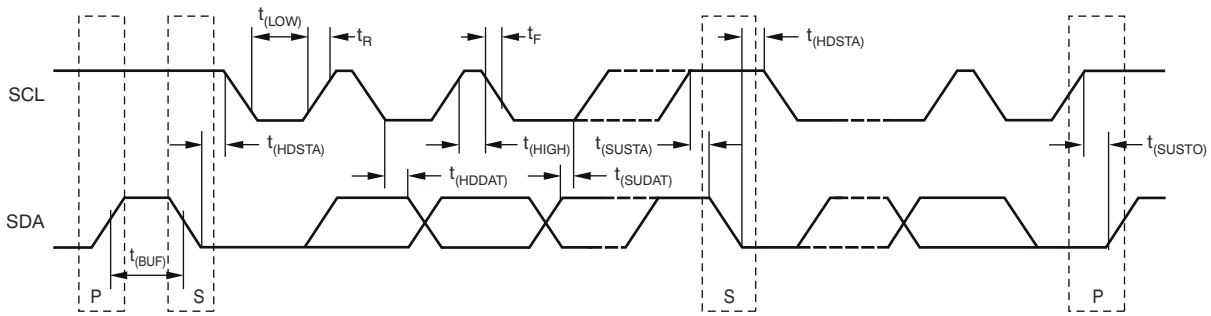 t(LOW)
tR
tF
t(HDSTA)
SCL
t(HDSTA)
t(HIGH)
t(SUSTA)
t(SUSTO)
t(HDDAT)
t(SUDAT)
SDA
t(BUF)
P
S
S
P